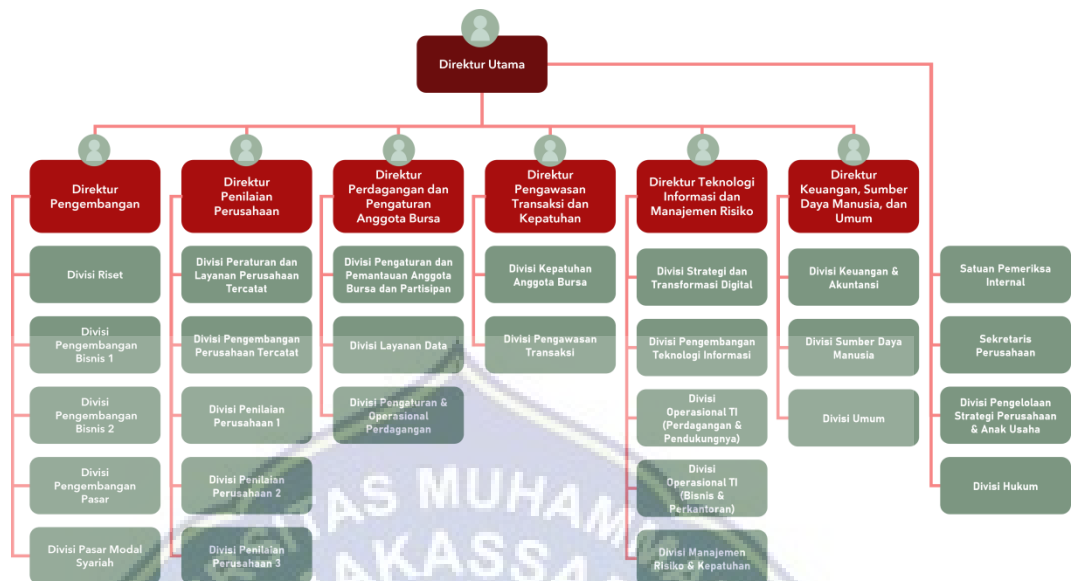 Direktur Utama
Direktur
Pengembangan
Direktur
Penilaian
Perusahaan
Direktur
Perdagangan dan
Pengaturan
Anggota Bursa
Direktur
Pengawasan
Transaksi dan
Kepatuhan
Direktur Teknologi
Informasi dan
Manajemen Risiko
Direktur
Keuangan, Sumber
Daya Manusia, dan
Umum
Divisi Riset
Divisi
Pengembangan
Bisnis 1
Divisi
Pengembangan
Bisnis 2
Divisi
Pengembangan
Pasar
Divisi Pasar Modal
Syariah
Divisi Peraturan dan
Layanan Perusahaan
Tercatat
Divisi Pengembangan
Perusahaan Tercatat
Divisi Penilaian
Perusahaan 1
Divisi Penilaian
Perusahaan 2
Divisi Penilaian
Perusahaan 3
Divisi Pengaturan dan
Pemantauan Anggota
Bursa dan Partisipan
Divisi Layanan Data
Divisi Pengaturan &
Operasional
Perdagangan
Divisi Kepatuhan
Anggota Bursa
Divisi Pengawasan
Transaksi
Divisi Strategi dan
Transformasi Digital
Divisi Pengembangan
Teknologi Informasi
Divisi
Operasional TI
(Perdagangan &
Pendukungnya)
Divisi
Operasional TI
(Bisnis &
Perkantoran)
Divisi Manajemen
Risiko & Kepatuhan
Divisi Keuangan &
Akuntansi
Divisi Sumber Daya
Manusia
Divisi Umum
Satuan Pemeriksa
Internal
Sekretaris
Perusahaan
Divisi Pengelolaan
Strategi Perusahaan
& Anak Usaha
Divisi Hukum
ITAS MUHAM
AKASSA